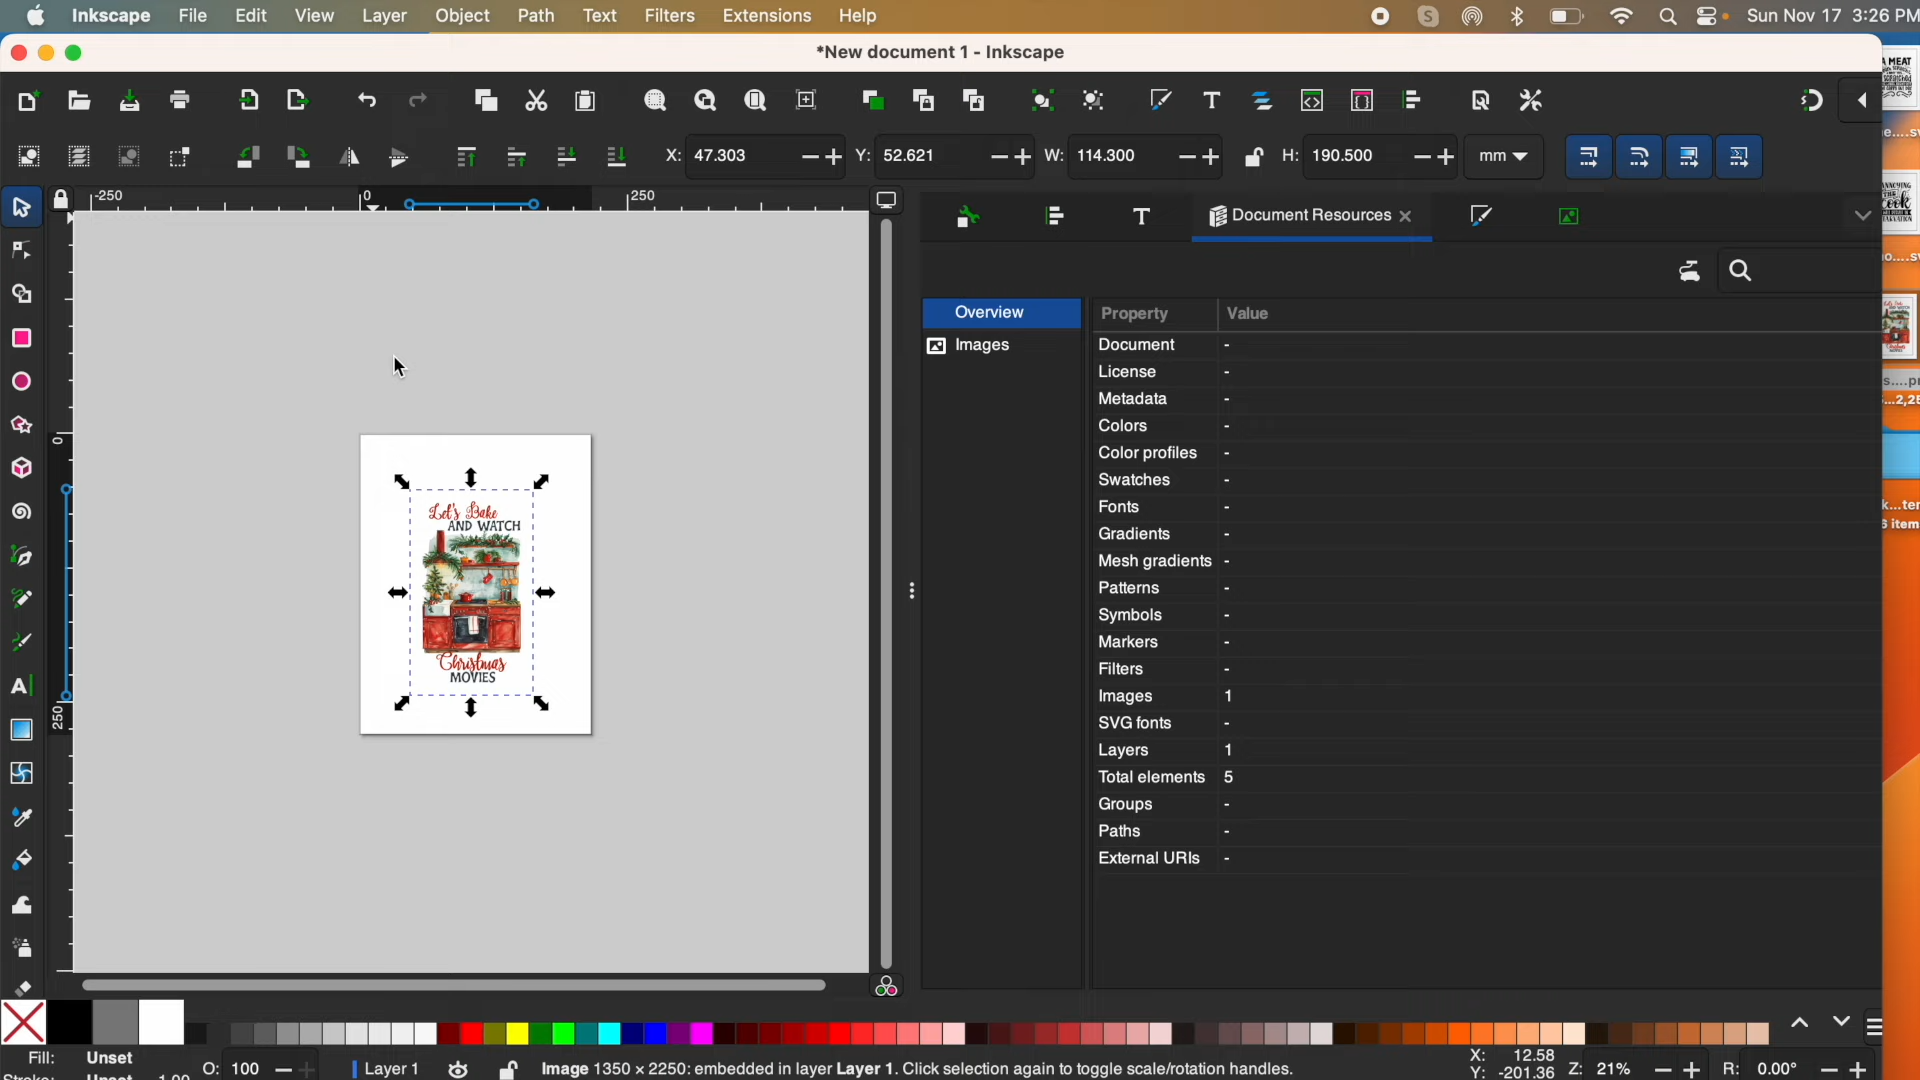 Inkscape File Edit View Layer Object Path Text Filters Extensions Help Sun Nov 17 3:26 PM
*New document 1 - Inkscape
X: 47.303 Y: 52.621 W: 114.300 H: 190.500 mm
-250 0 250
Document Resources
Overview
Images
Property Value
Document -
License -
Metadata -
Colors -
Color profiles -
Swatches -
Fonts -
Gradients -
Mesh gradients -
Patterns -
Symbols -
Markers -
Filters -
Images 1
SVG fonts -
Layers 1
Total elements 5
Groups -
Paths -
External URIs -
0
250
Let's Bake
AND WATCH
Christmas
MOVIES
A MEAT
Fill: Unset
O: 100 Layer 1 Image 1350 × 2250: embedded in layer Layer 1. Click selection again to toggle scale/rotation handles.
X: 12.58
Y: -201.36
Z: 21% R: 0.00°
1.00